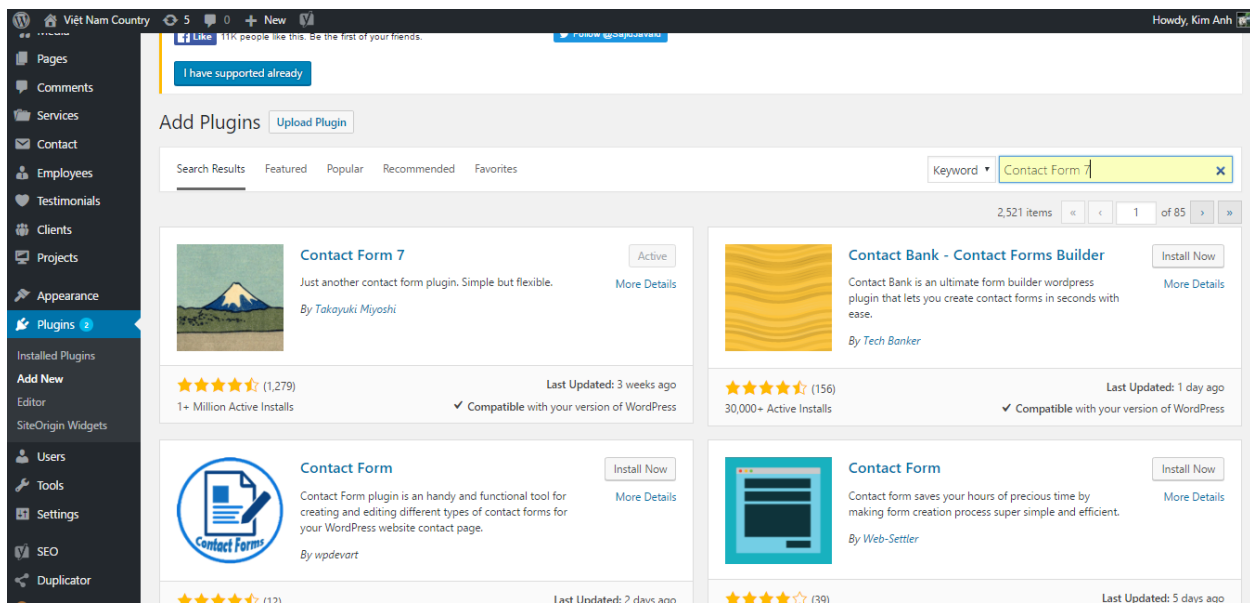 Việt Nam Country 5 0 + New Howdy, Kim Anh
Media
Pages
Comments
Services
Contact
Employees
Testimonials
Clients
Projects
Appearance
Plugins 2
Installed Plugins
Add New
Editor
SiteOrigin Widgets
Users
Tools
Settings
SEO
Duplicator
Like 11K people like this. Be the first of your friends.
Follow @SajidJavaid
I have supported already
Add Plugins Upload Plugin
Search Results Featured Popular Recommended Favorites Keyword Contact Form 7
2,521 items « ‹ 1 of 85 › »
Contact Form 7 Active
More Details
Just another contact form plugin. Simple but flexible.
By Takayuki Miyoshi
(1,279) Last Updated: 3 weeks ago
1+ Million Active Installs Compatible with your version of WordPress
Contact Bank - Contact Forms Builder Install Now
More Details
Contact Bank is an ultimate form builder wordpress
plugin that lets you create contact forms in seconds with
ease.
By Tech Banker
(156) Last Updated: 1 day ago
30,000+ Active Installs Compatible with your version of WordPress
Contact Forms
Contact Form Install Now
More Details
Contact Form plugin is an handy and functional tool for
creating and editing different types of contact forms for
your WordPress website contact page.
By wpdevart
(12) Last Updated: 2 days ago
Contact Form Install Now
More Details
Contact form saves your hours of precious time by
making form creation process super simple and efficient.
By Web-Settler
(39) Last Updated: 5 days ago